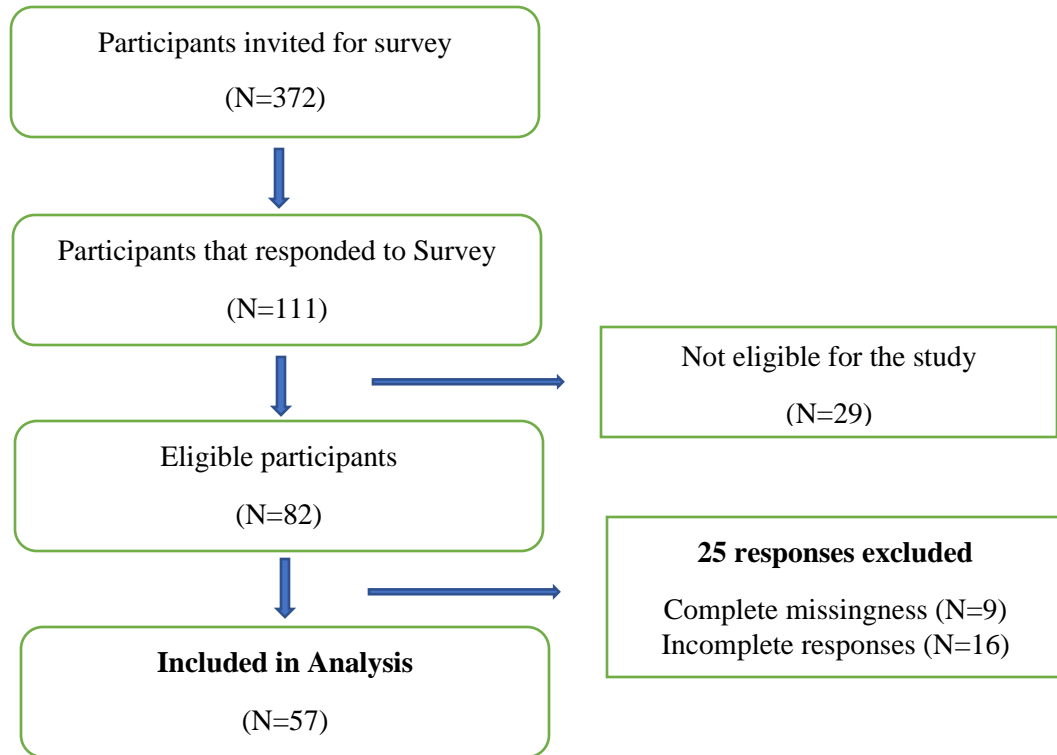 Participants invited for survey
(N=372)
Participants that responded to Survey
(N=111)
Not eligible for the study
(N=29)
Eligible participants
(N=82)
25 responses excluded
Complete missingness (N=9)
Incomplete responses (N=16)
Included in Analysis
(N=57)